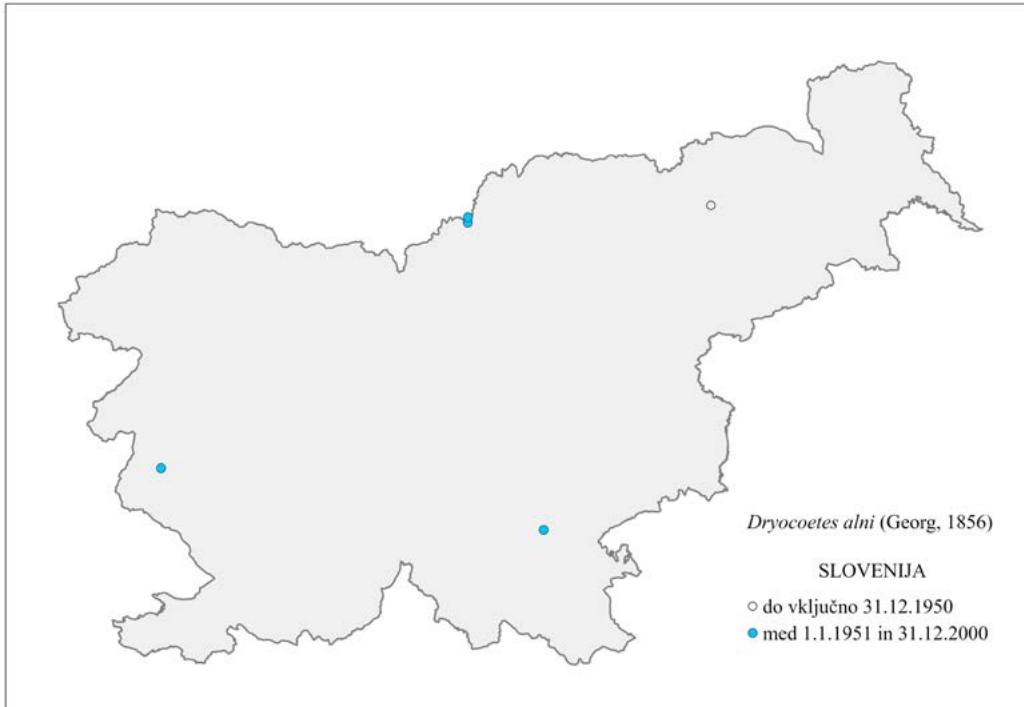 Dryocoetes alni (Georg, 1856)
SLOVENIJA
do vključno 31.12.1950
med 1.1.1951 in 31.12.2000